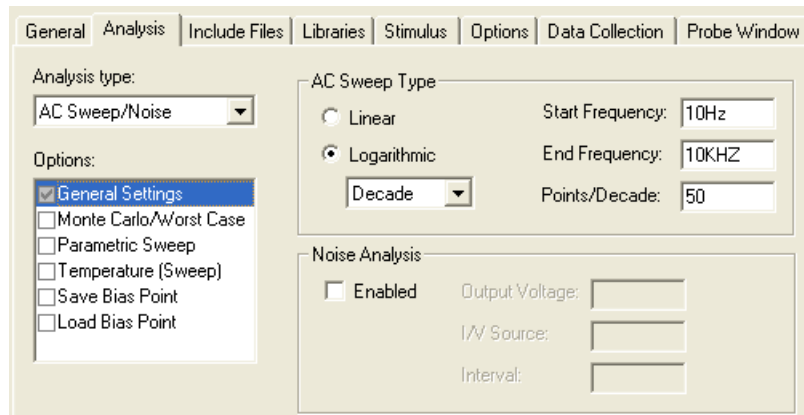 General Analysis Include Files Libraries Stimulus Options Data Collection Probe Window
Analysis type:
AC Sweep/Noise
Options:
General Settings
Monte Carlo/Worst Case
Parametric Sweep
Temperature (Sweep)
Save Bias Point
Load Bias Point
AC Sweep Type
Linear
Logarithmic
Decade
Start Frequency: 10Hz
End Frequency: 10KHZ
Points/Decade: 50
Noise Analysis
Enabled
Output Voltage:
I/V Source:
Interval: